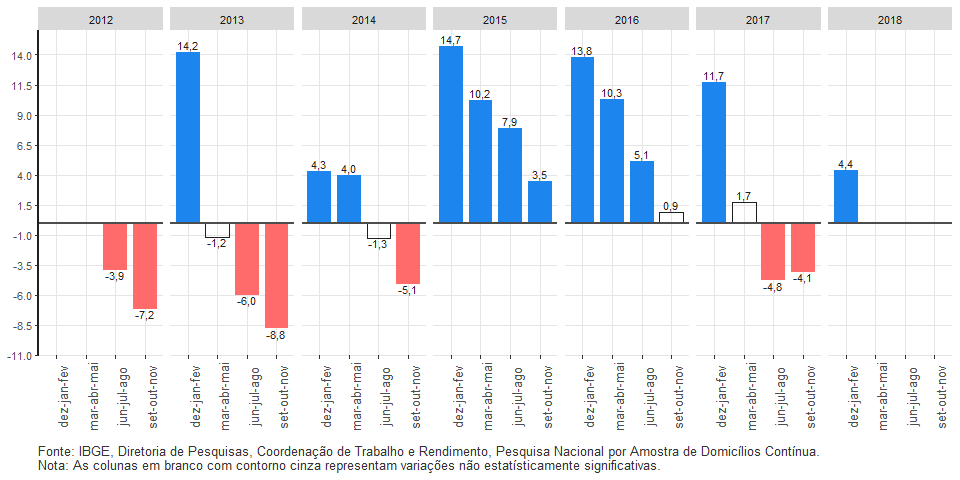 2012 2013 2014 2015 2016 2017 2018
14.0
11.5
9.0
6.5
4.0
1.5
-1.0
-3.5
-6.0
-8.5
-11.0
-3,9 -7,2
14,2 -1,2 -6,0 -8,8
4,3 4,0 -1,3 -5,1
14,7 10,2 7,9 3,5
13,8 10,3 5,1 0,9
11,7 1,7 -4,8 -4,1
4,4
dez-jan-fev mar-abr-mai jun-jul-ago set-out-nov
dez-jan-fev mar-abr-mai jun-jul-ago set-out-nov
dez-jan-fev mar-abr-mai jun-jul-ago set-out-nov
dez-jan-fev mar-abr-mai jun-jul-ago set-out-nov
dez-jan-fev mar-abr-mai jun-jul-ago set-out-nov
dez-jan-fev mar-abr-mai jun-jul-ago set-out-nov
dez-jan-fev mar-abr-mai jun-jul-ago set-out-nov
Fonte: IBGE, Diretoria de Pesquisas, Coordenação de Trabalho e Rendimento, Pesquisa Nacional por Amostra de Domicílios Contínua.
Nota: As colunas em branco com contorno cinza representam variações não estatísticamente significativas.